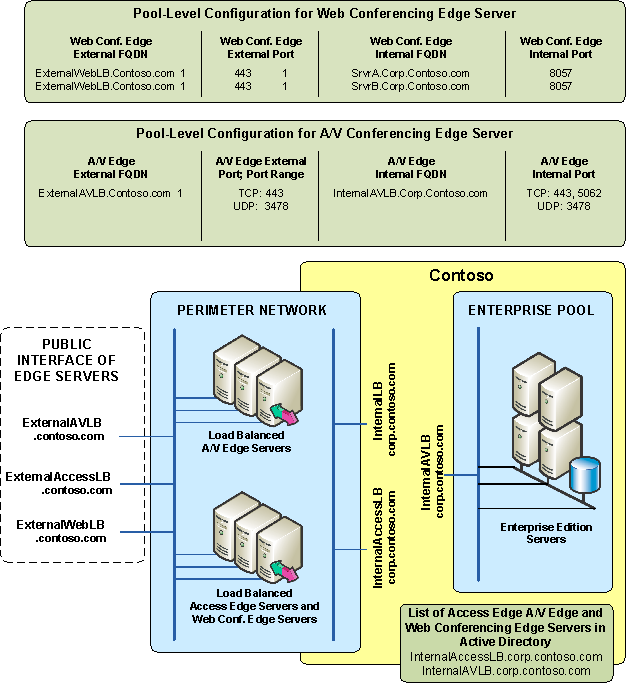 Pool-Level Configuration for Web Conferencing Edge Server
Web Conf. Edge External FQDN
Web Conf. Edge External Port
Web Conf. Edge Internal FQDN
Web Conf. Edge Internal Port
ExternalWebLB.Contoso.com 1 443 1 SrvrA.Corp.Contoso.com 8057
ExternalWebLB.Contoso.com 1 443 1 SrvrB.Corp.Contoso.com 8057
Pool-Level Configuration for A/V Conferencing Edge Server
A/V Edge External FQDN
A/V Edge External Port; Port Range
A/V Edge Internal FQDN
A/V Edge Internal Port
ExternalAVLB.Contoso.com 1 TCP: 443 InternalAVLB.Corp.Contoso.com TCP: 443, 5062
UDP: 3478 UDP: 3478
Contoso
PERIMETER NETWORK
ENTERPRISE POOL
PUBLIC
INTERFACE OF
EDGE SERVERS
ExternalAVLB
.contoso.com
ExternalAccessLB
.contoso.com
ExternalWebLB
.contoso.com
Load Balanced
A/V Edge Servers
Load Balanced
Access Edge Servers and
Web Conf. Edge Servers
InternalLB
corp.contoso.com
InternalAccessLB
corp.contoso.com
InternalAVLB
corp.contoso.com
Enterprise Edition
Servers
List of Access Edge A/V Edge and
Web Conferencing Edge Servers in
Active Directory
InternalAccessLB.corp.contoso.com
InternalAVLB.corp.contoso.com